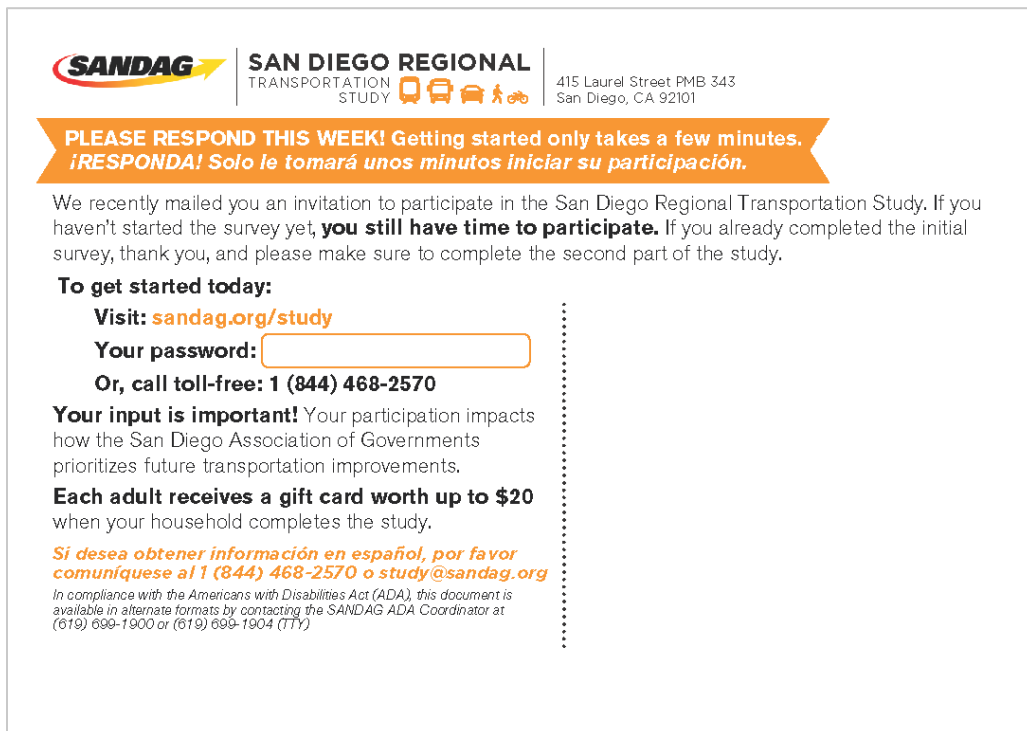 SANDAG
SAN DIEGO REGIONAL
TRANSPORTATION
STUDY
415 Laurel Street PMB 343
San Diego, CA 92101
PLEASE RESPOND THIS WEEK! Getting started only takes a few minutes.
¡RESPONDA! Solo le tomará unos minutos iniciar su participación.
We recently mailed you an invitation to participate in the San Diego Regional Transportation Study. If you
haven't started the survey yet, you still have time to participate. If you already completed the initial
survey, thank you, and please make sure to complete the second part of the study.
To get started today:
Visit: sandag.org/study
Your password:
Or, call toll-free: 1 (844) 468-2570
Your input is important! Your participation impacts
how the San Diego Association of Governments
prioritizes future transportation improvements.
Each adult receives a gift card worth up to $20
when your household completes the study.
Si desea obtener información en español, por favor
comuníquese al 1 (844) 468-2570 o study@sandag.org
In compliance with the Americans with Disabilities Act (ADA), this document is
available in alternate formats by contacting the SANDAG ADA Coordinator at
(619) 699-1900 or (619) 699-1904 (TTY)